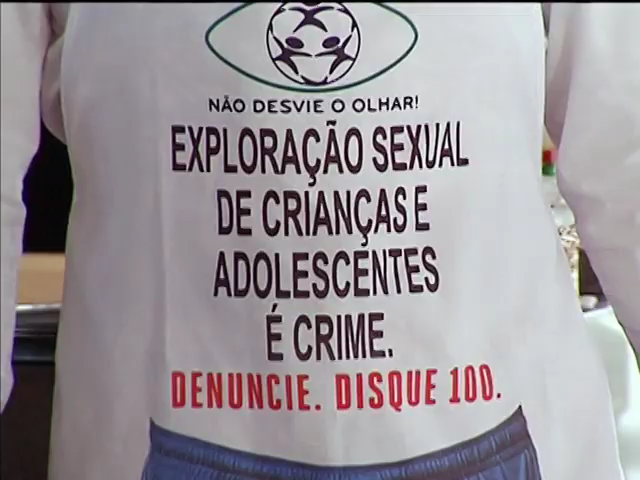 NÃO DESVIE O OLHAR!
EXPLORAÇÃO SEXUAL
DE CRIANÇAS E
ADOLESCENTES
É CRIME.
DENUNCIE. DISQUE 100.